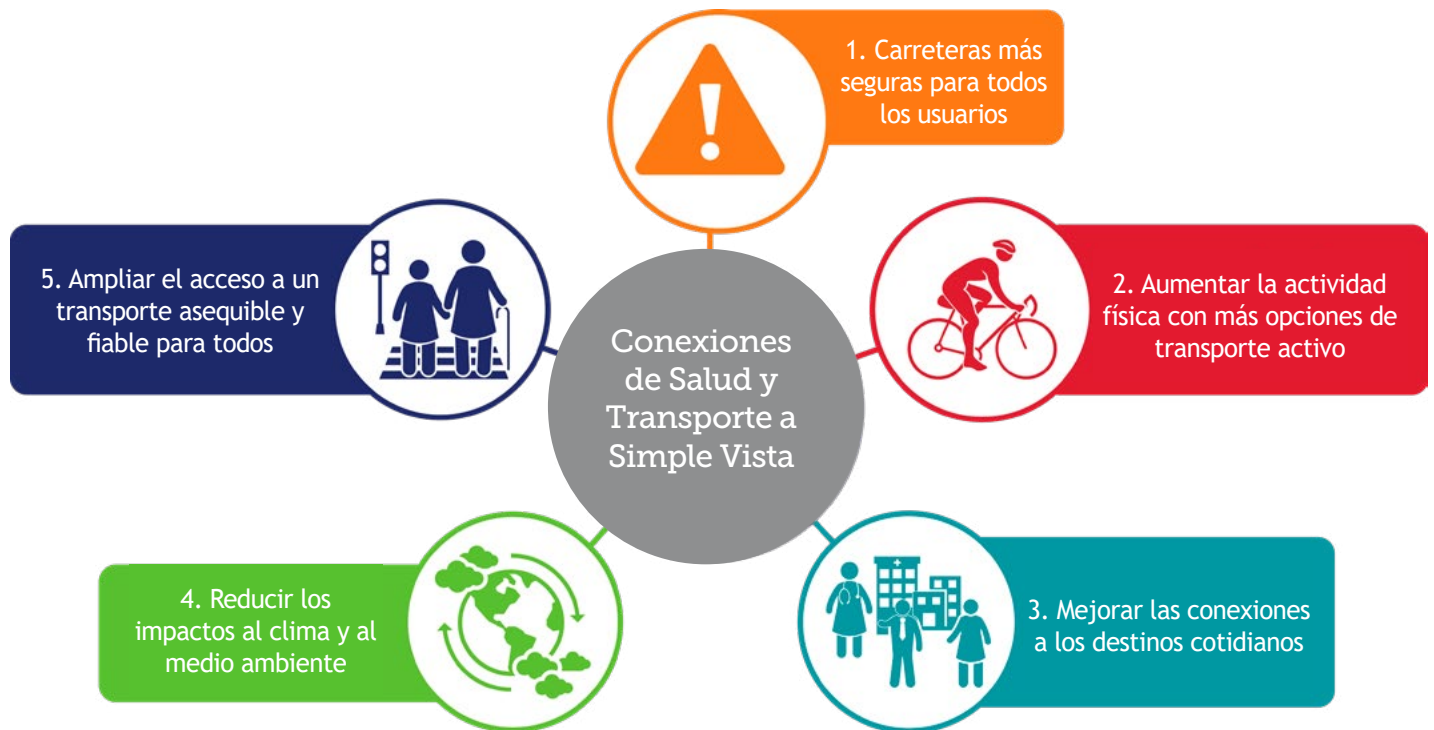 1. Carreteras más
seguras para todos
los usuarios
2. Aumentar la actividad
física con más opciones de
transporte activo
3. Mejorar las conexiones
a los destinos cotidianos
4. Reducir los
impactos al clima y al
medio ambiente
5. Ampliar el acceso a un
transporte asequible y
fiable para todos
Conexiones
de Salud y
Transporte a
Simple Vista